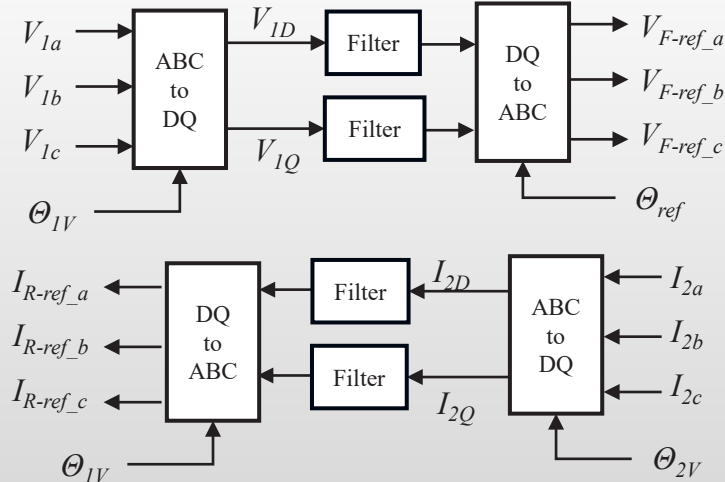 V1a
V1b
V1c
Θ1V
ABC
to
DQ
V1D
V1Q
Filter
Filter
DQ
to
ABC
VF-ref_a
VF-ref_b
VF-ref_c
Θref
IR-ref_a
IR-ref_b
IR-ref_c
Θ1V
DQ
to
ABC
Filter
Filter
I2D
I2Q
ABC
to
DQ
I2a
I2b
I2c
Θ2V